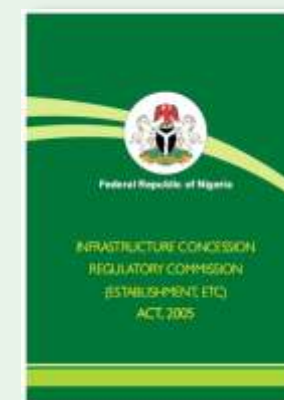 Federal Republic of Nigeria
INFRASTRUCTURE CONCESSION
REGULATORY COMMISSION
(ESTABLISHMENT, ETC)
ACT, 2005